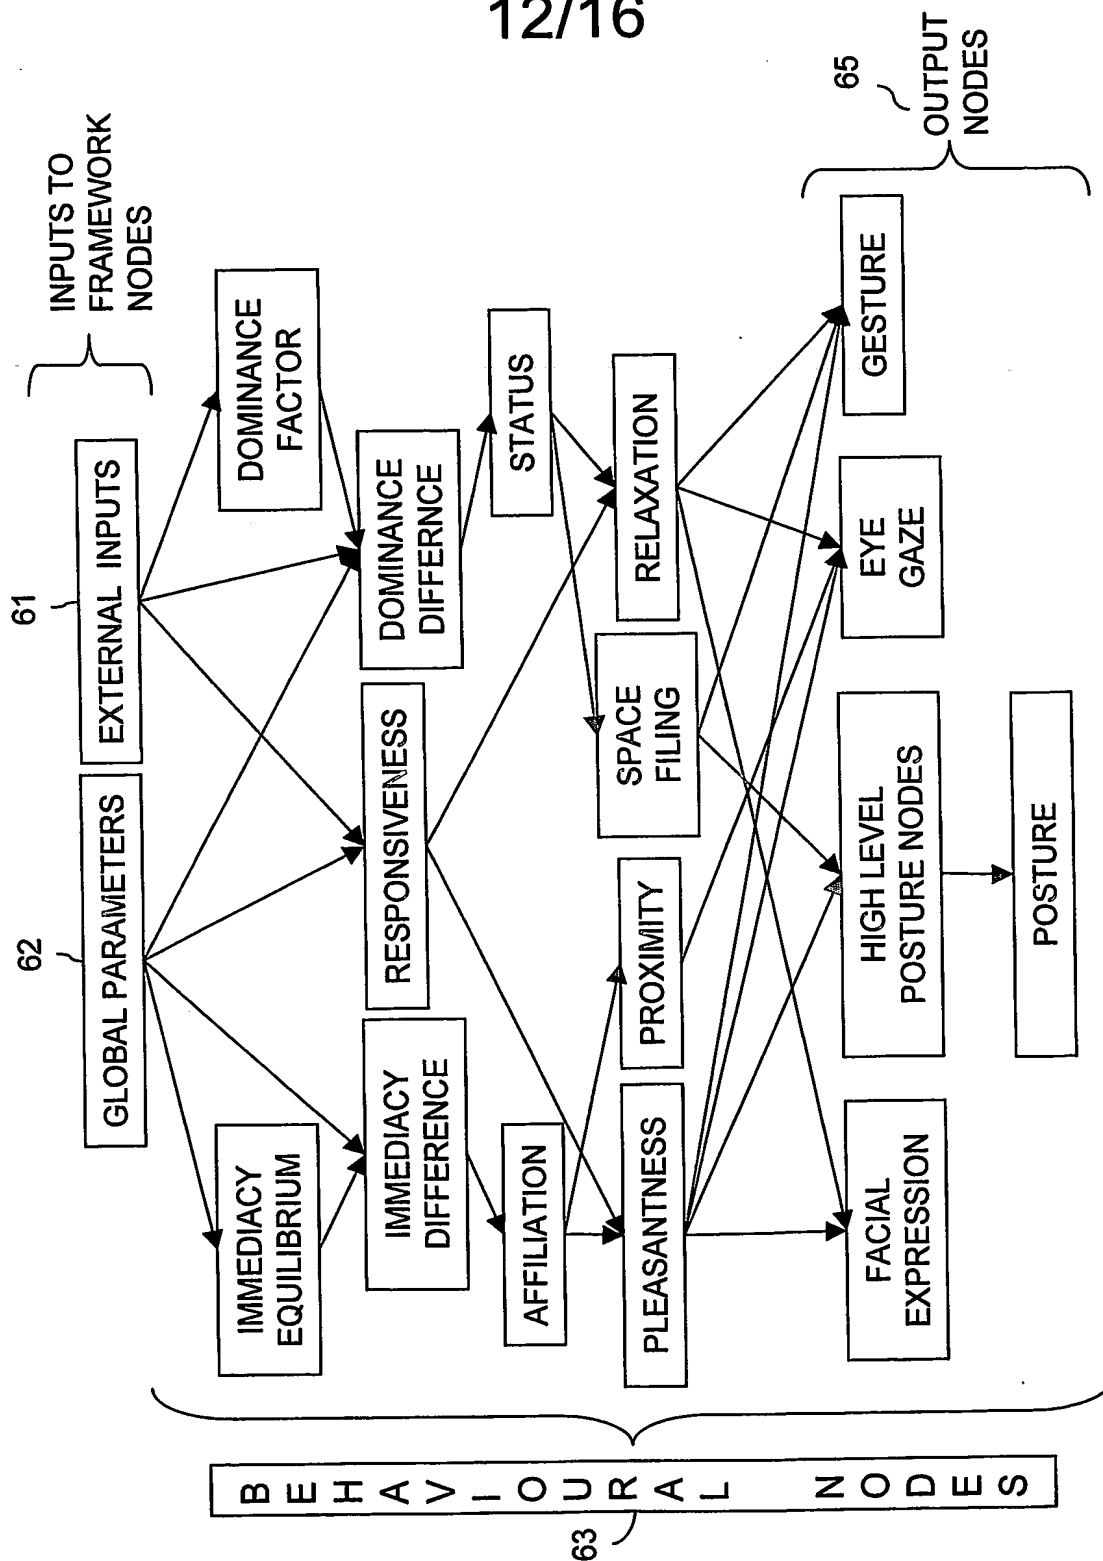 12/16
INPUTS TO
FRAMEWORK
NODES
61
62
EXTERNAL INPUTS
GLOBAL PARAMETERS
IMMEDIACY
EQUILIBRIUM
DOMINANCE
FACTOR
IMMEDIACY
DIFFERENCE
RESPONSIVENESS
DOMINANCE
DIFFERNCE
AFFILIATION
STATUS
PLEASANTNESS
PROXIMITY
SPACE
FILING
RELAXATION
FACIAL
EXPRESSION
HIGH LEVEL
POSTURE NODES
EYE
GAZE
GESTURE
POSTURE
65
OUTPUT
NODES
BEHAVIOURAL NODES
63